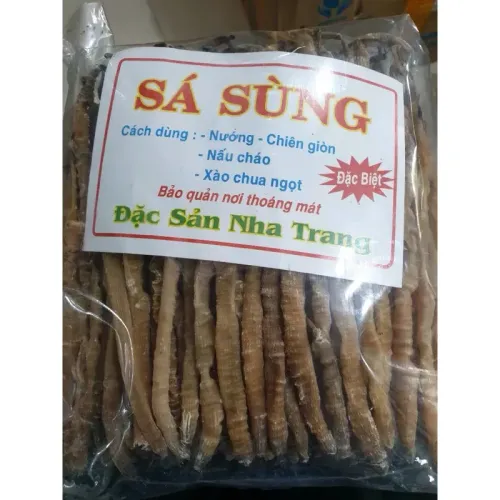 SÁ SÙNG
Cách dùng : - Nướng - Chiên giòn
- Nấu cháo
- Xào chua ngọt
Đặc Biệt
Bảo quản nơi thoáng mát
Đặc Sản Nha Trang